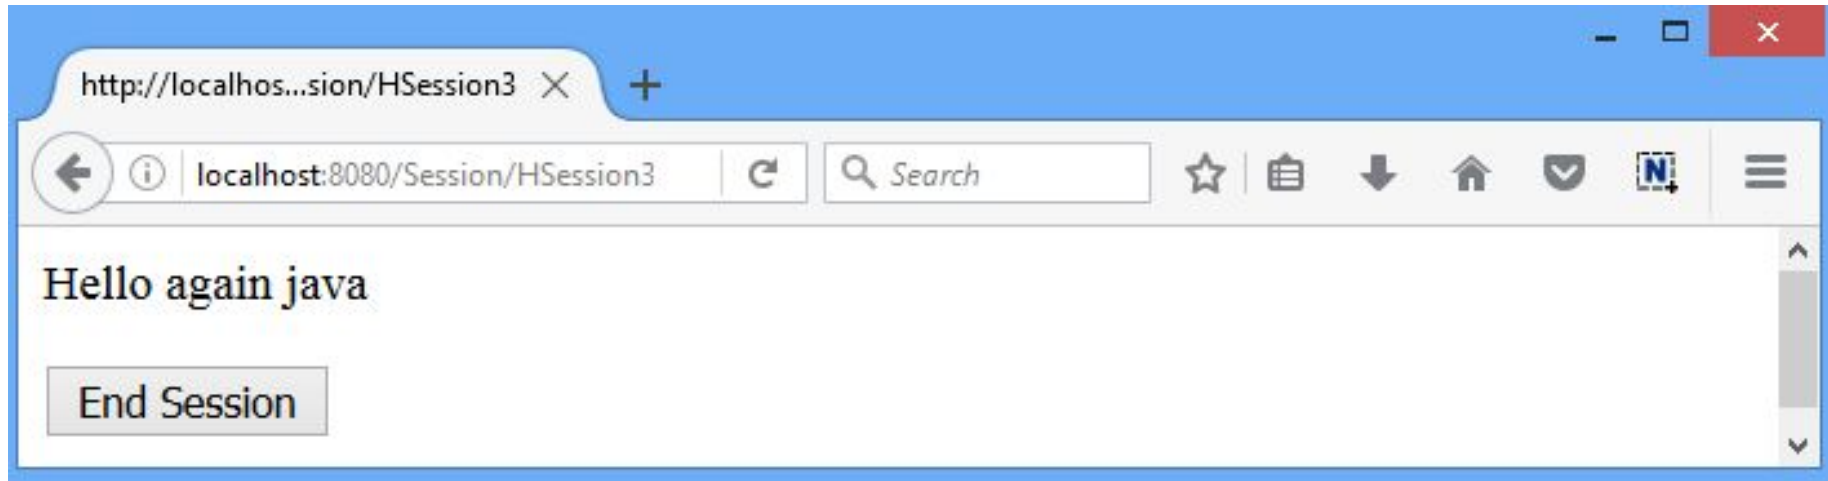 http://localhos...sion/HSession3
localhost:8080/Session/HSession3
Search
N
Hello again java
End Session